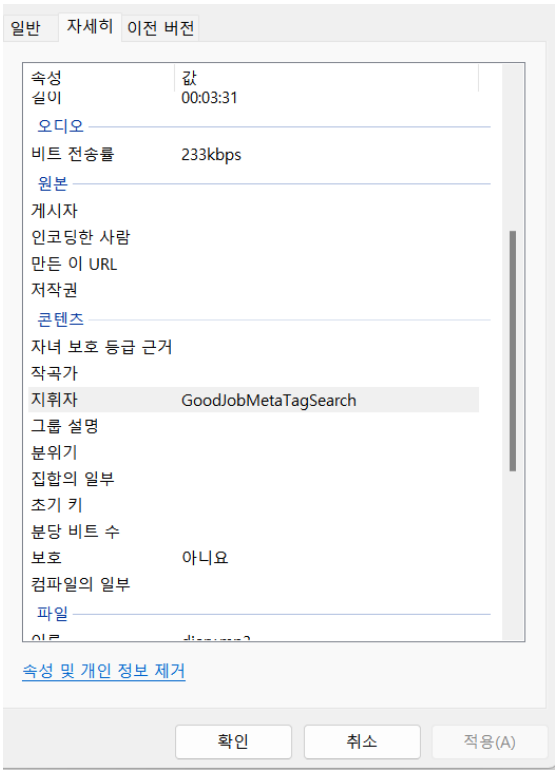 일반 자세히 이전 버전
속성 값
길이 00:03:31
오디오
비트 전송률 233kbps
원본
게시자
인코딩한 사람
만든 이 URL
저작권
콘텐츠
자녀 보호 등급 근거
작곡가
지휘자 GoodJobMetaTagSearch
그룹 설명
분위기
집합의 일부
초기 키
분당 비트 수
보호 아니요
컴파일의 일부
파일
이름
속성 및 개인 정보 제거
확인 취소 적용(A)